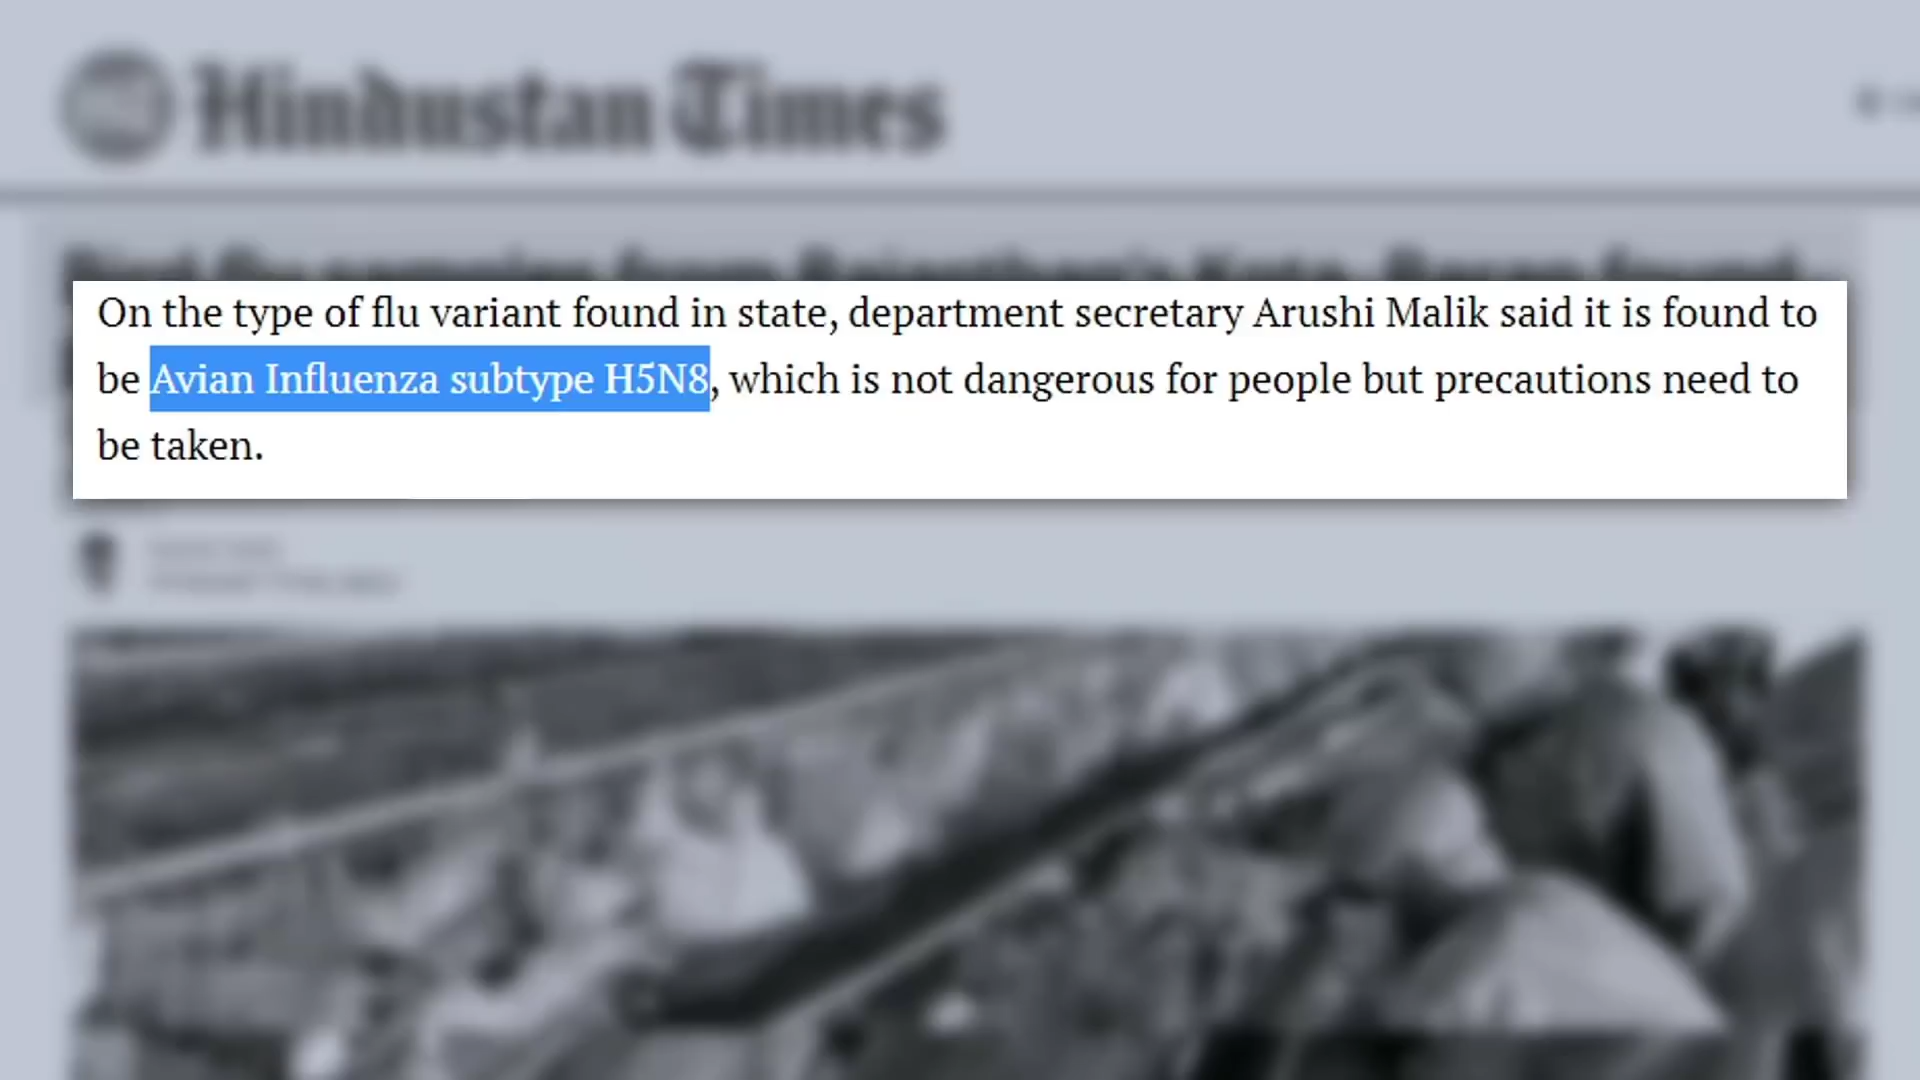 Hindustan Times
On the type of flu variant found in state, department secretary Arushi Malik said it is found to
be Avian Influenza subtype H5N8, which is not dangerous for people but precautions need to
be taken.